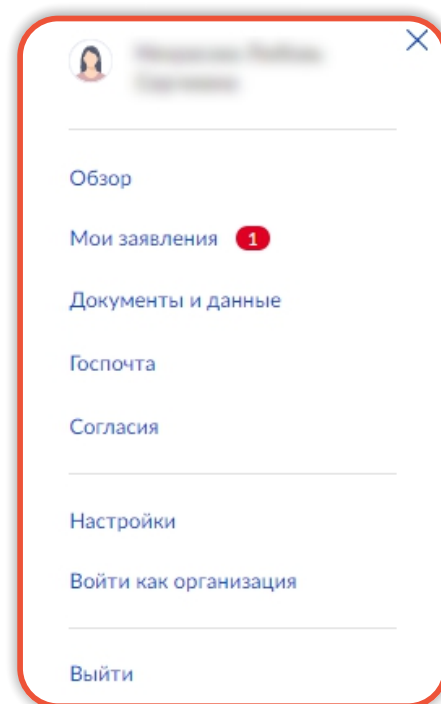 Обзор
Мои заявления 1
Документы и данные
Госпочта
Согласия
Настройки
Войти как организация
Выйти